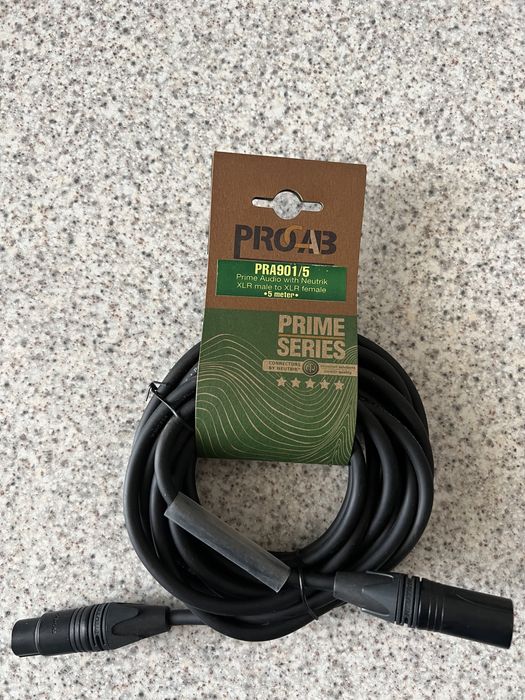 PROCAB
PRA901/5
Prime Audio with Neutrik
XLR male to XLR female
•5 meter•
PRIME
SERIES
CONNECTORS
BY NEUTRIK